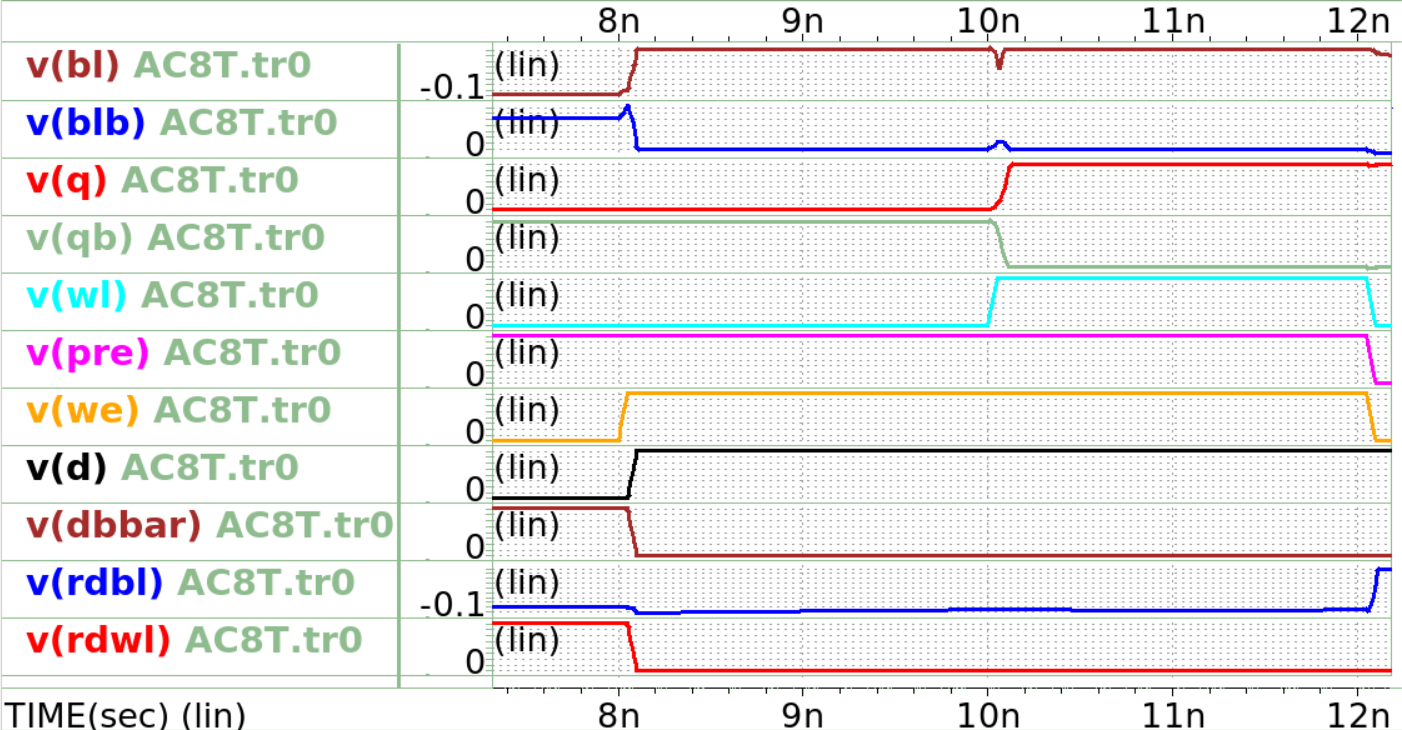 8n 9n 10n 11n 12n
v(bl) AC8T.tr0 -0.1 (lin)
v(blb) AC8T.tr0 0 (lin)
v(q) AC8T.tr0 0 (lin)
v(qb) AC8T.tr0 0 (lin)
v(wl) AC8T.tr0 0 (lin)
v(pre) AC8T.tr0 0 (lin)
v(we) AC8T.tr0 0 (lin)
v(d) AC8T.tr0 0 (lin)
v(dbbar) AC8T.tr0 0 (lin)
v(rdbl) AC8T.tr0 -0.1 (lin)
v(rdwl) AC8T.tr0 0 (lin)
TIME(sec) (lin) 8n 9n 10n 11n 12n